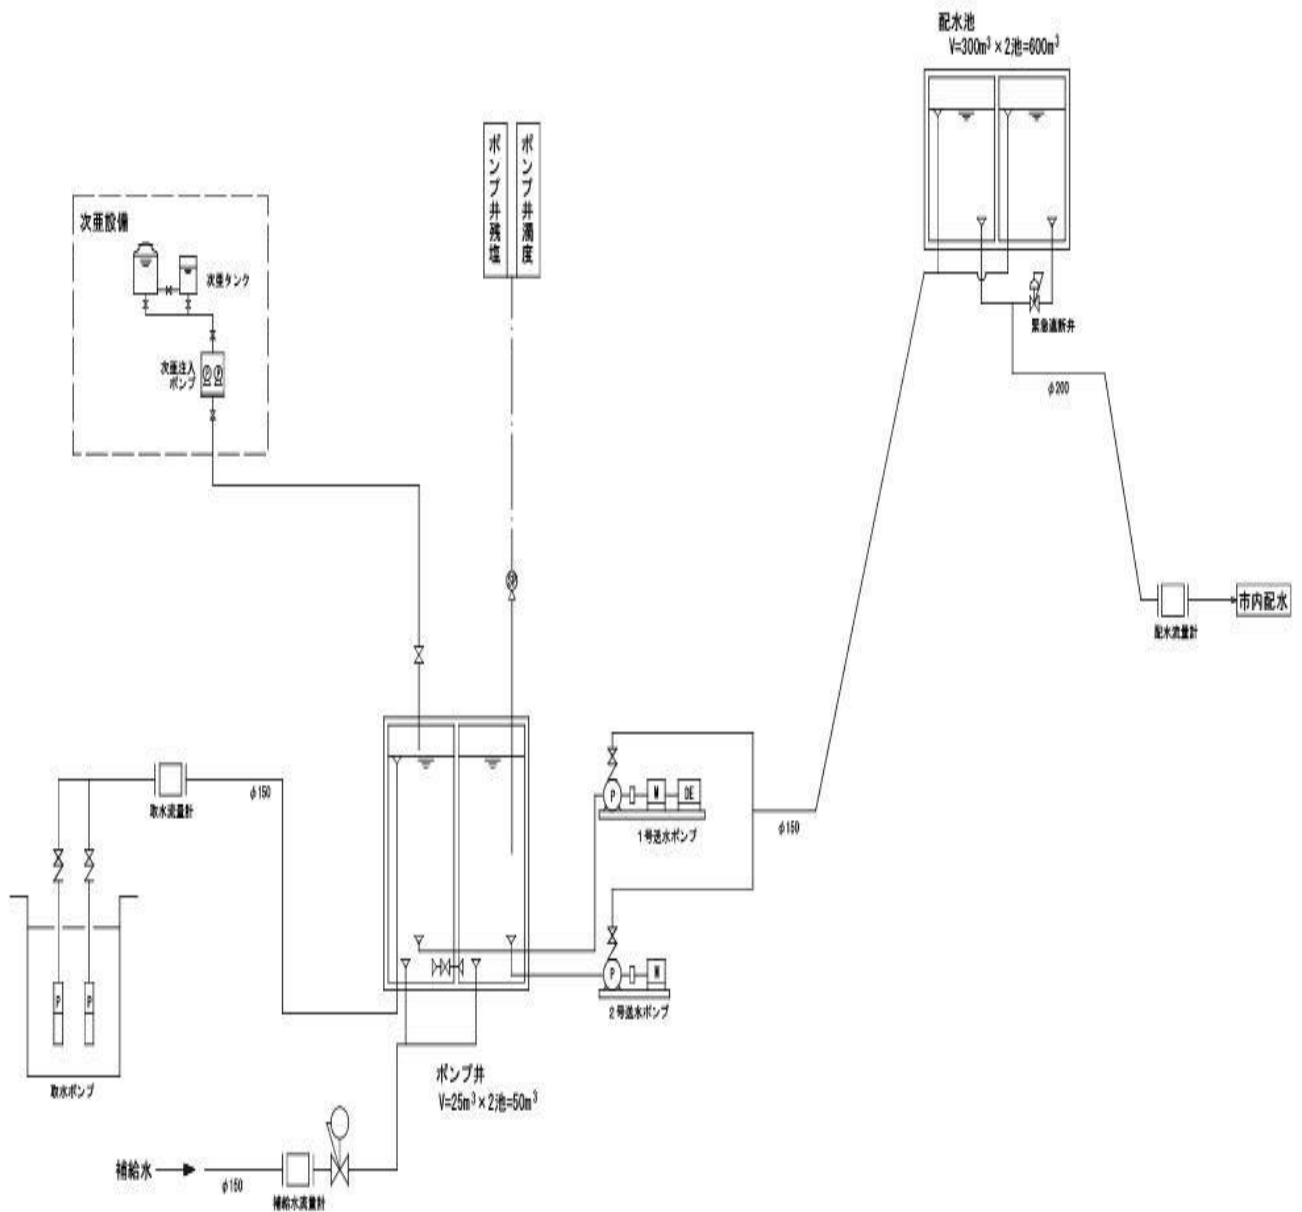 配水池
V=300m³×2池=600m³
ポンプ井残塩
ポンプ井濁度
次亜設備
次亜タンク
次亜注入
ポンプ
P P
緊急遮断弁
φ200
市内配水
配水流量計
取水流量計
φ150
P M DE
1号送水ポンプ
φ150
P M
2号送水ポンプ
P P
取水ポンプ
ポンプ井
V=25m³×2池=50m³
補給水
φ150
補給水流量計